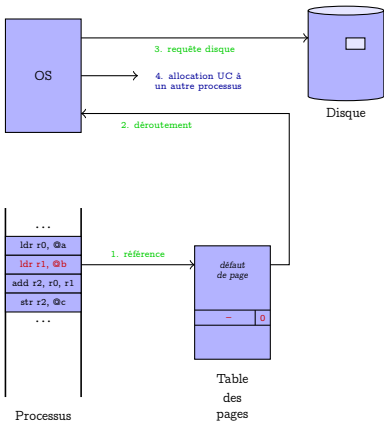 OS
3. requête disque
4. allocation UC à
un autre processus
Disque
2. déroutement
...
ldr r0, @a
ldr r1, @b
add r2, r0, r1
str r2, @c
...
1. référence
défaut
de page
– 0
Table
des
pages
Processus